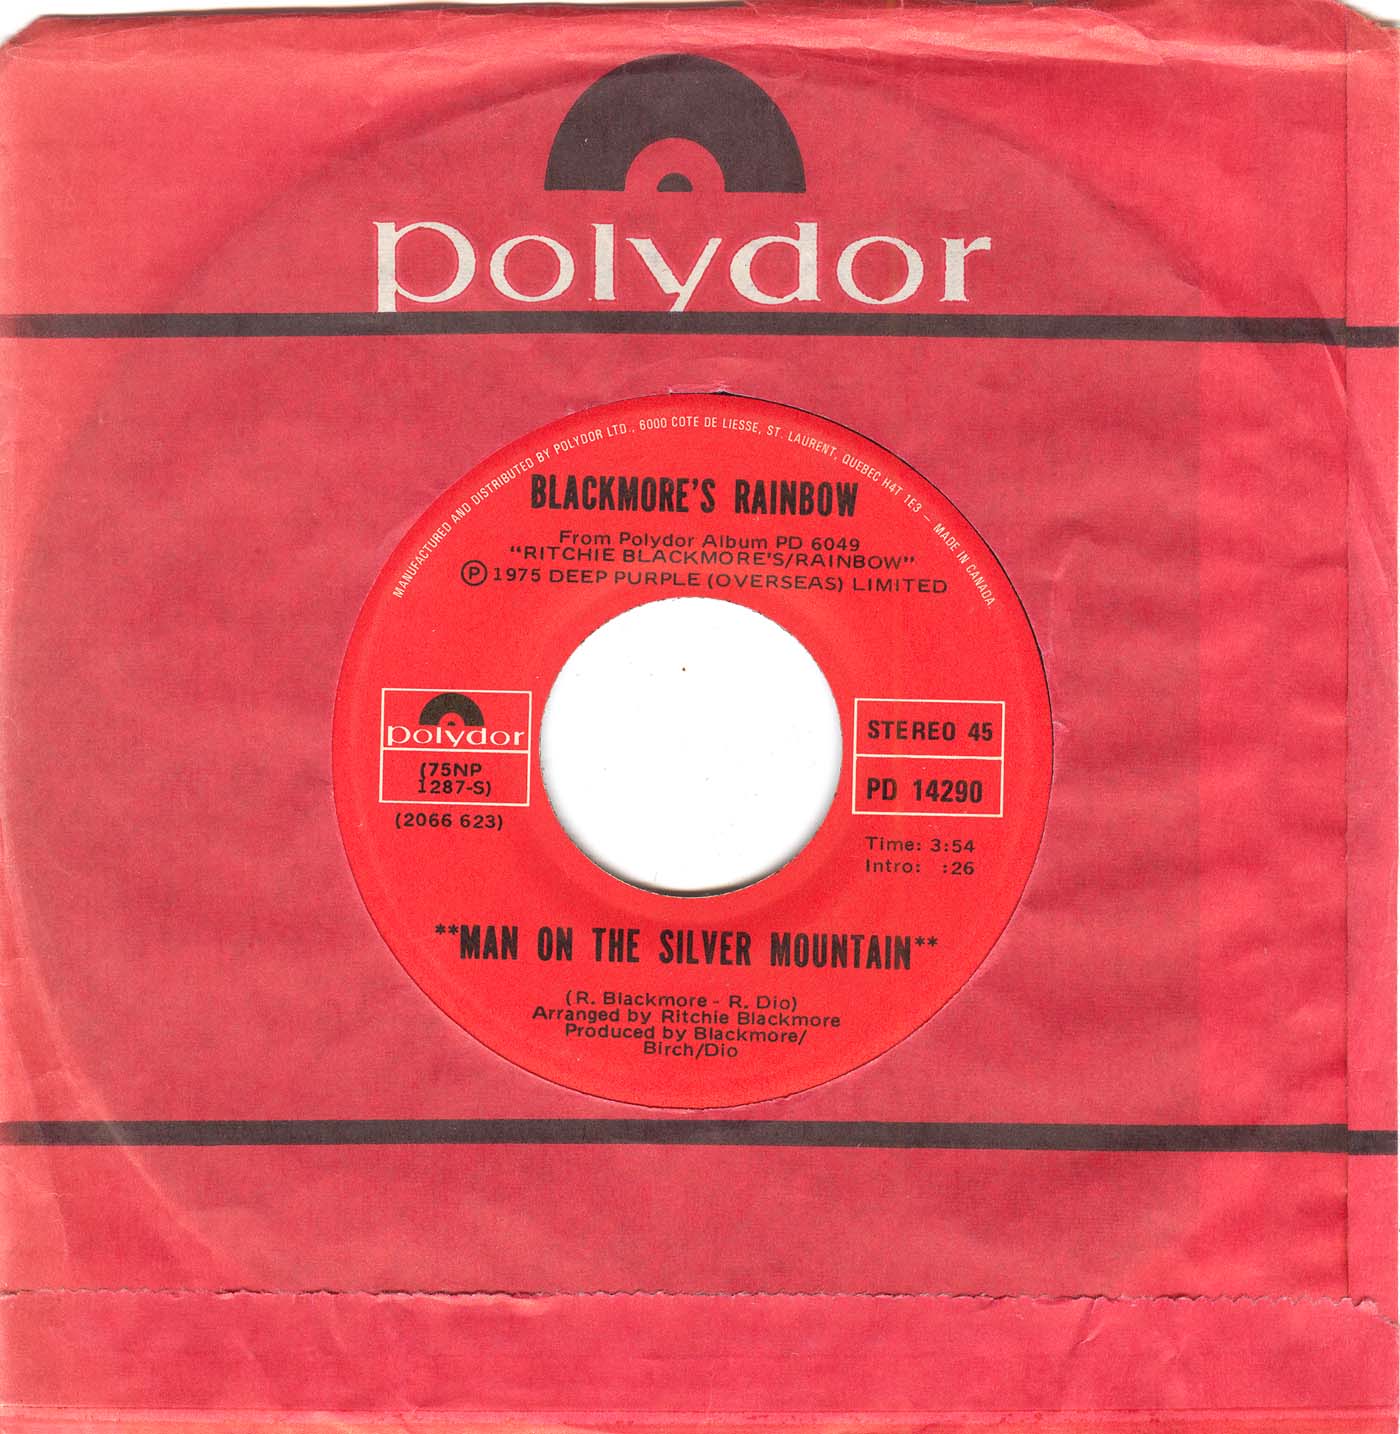 polydor
MANUFACTURED AND DISTRIBUTED BY POLYDOR LTD., 6000 COTE DE LIESSE, ST. LAURENT, QUEBEC H4T 1E3 — MADE IN CANADA.
BLACKMORE'S RAINBOW
From Polydor Album PD 6049
"RITCHIE BLACKMORE'S/RAINBOW"
Ⓟ 1975 DEEP PURPLE (OVERSEAS) LIMITED
polydor
(75NP
1287-S)
(2066 623)
STEREO 45
PD 14290
Time: 3:54
Intro: :26
**MAN ON THE SILVER MOUNTAIN**
(R. Blackmore - R. Dio)
Arranged by Ritchie Blackmore
Produced by Blackmore/
Birch/Dio